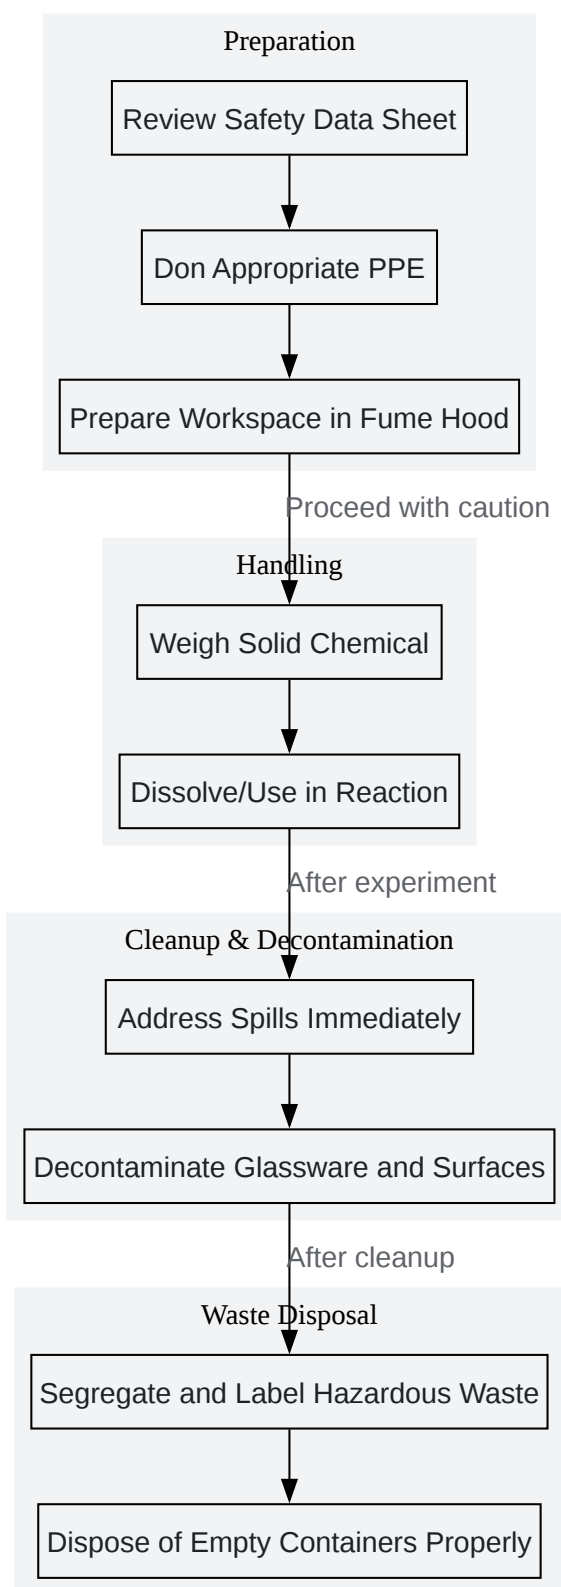 Preparation
Review Safety Data Sheet
Don Appropriate PPE
Prepare Workspace in Fume Hood
Proceed with caution
Handling
Weigh Solid Chemical
Dissolve/Use in Reaction
After experiment
Cleanup & Decontamination
Address Spills Immediately
Decontaminate Glassware and Surfaces
After cleanup
Waste Disposal
Segregate and Label Hazardous Waste
Dispose of Empty Containers Properly